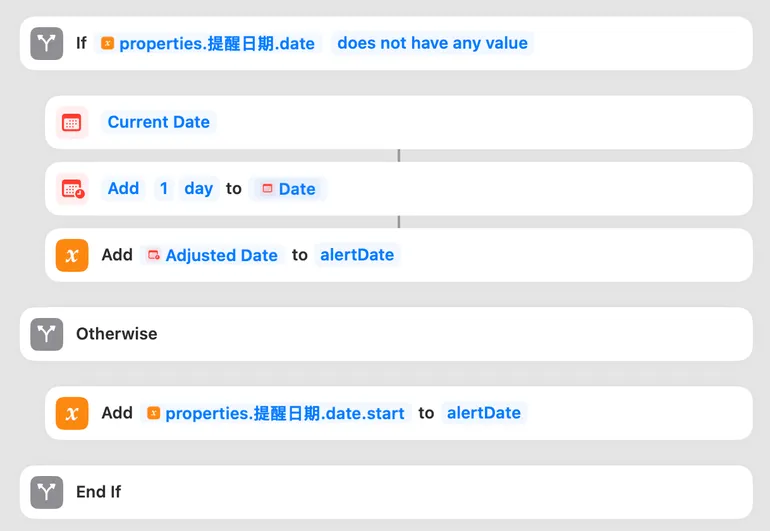 If properties.提醒日期.date does not have any value
Current Date
Add 1 day to Date
Add Adjusted Date to alertDate
Otherwise
Add properties.提醒日期.date.start to alertDate
End If